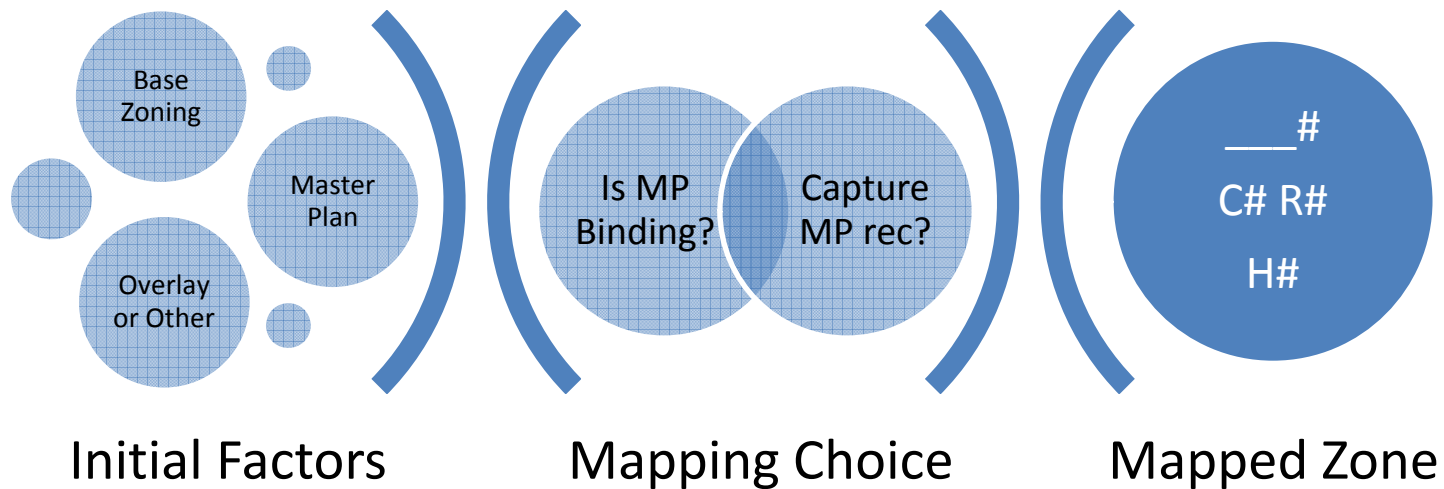 Base
Zoning
Master
Plan
Overlay
or Other
Initial Factors
Is MP
Binding?
Capture
MP rec?
Mapping Choice
___#
C# R#
H#
Mapped Zone